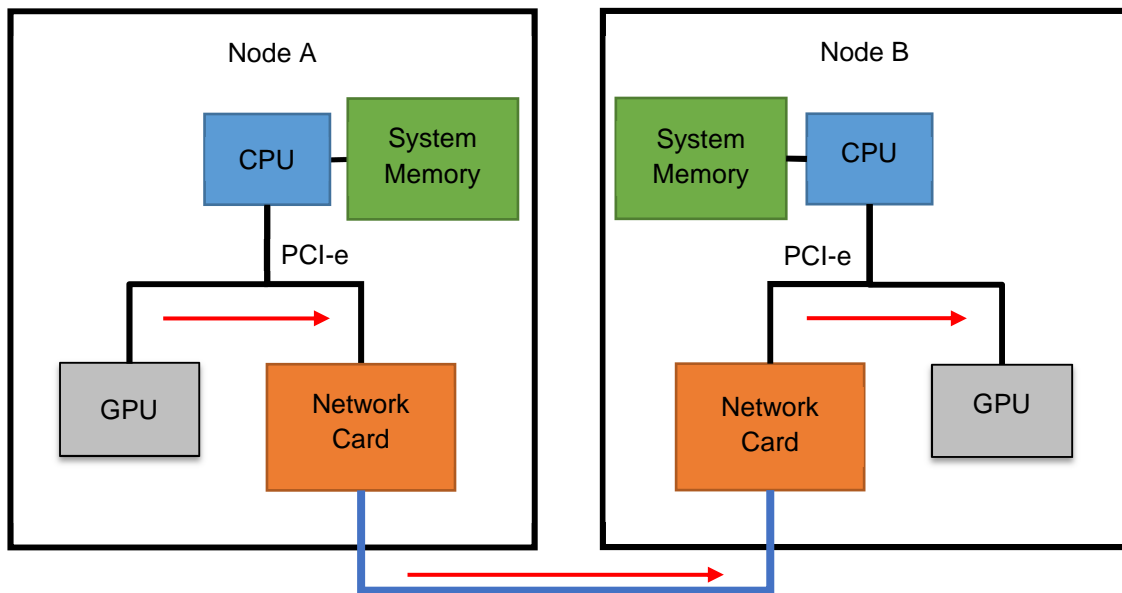 Node A
CPU
System
Memory
PCI-e
GPU
Network
Card
Node B
System
Memory
CPU
PCI-e
Network
Card
GPU